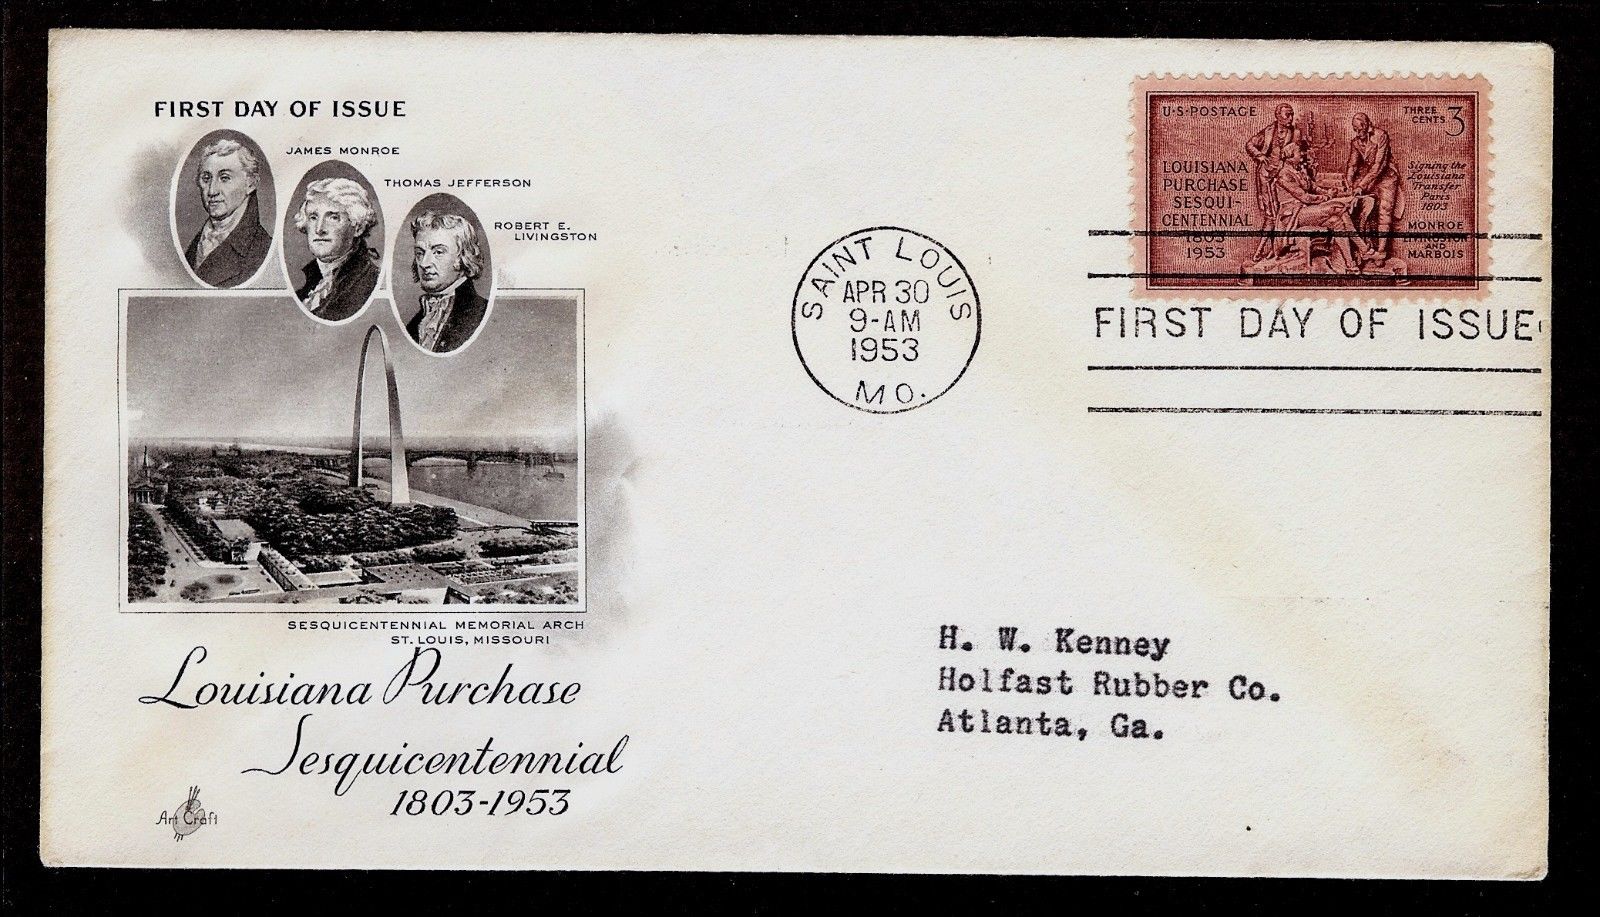 FIRST DAY OF ISSUE
JAMES MONROE
THOMAS JEFFERSON
ROBERT E.
LIVINGSTON
SESQUICENTENNIAL MEMORIAL ARCH
ST. LOUIS, MISSOURI
Louisiana Purchase
Sesquicentennial
1803-1953
Art Craft
SAINT LOUIS
APR 30
9-AM
1953
MO.
U·S·POSTAGE
THREE
CENTS 3
LOUISIANA
PURCHASE
SESQUI-
CENTENNIAL
1803
1953
Signing the
Louisiana
Transfer
Paris
1803
MONROE
LIVINGSTON
AND
MARBOIS
FIRST DAY OF ISSUE
H. W. Kenney
Holfast Rubber Co.
Atlanta, Ga.